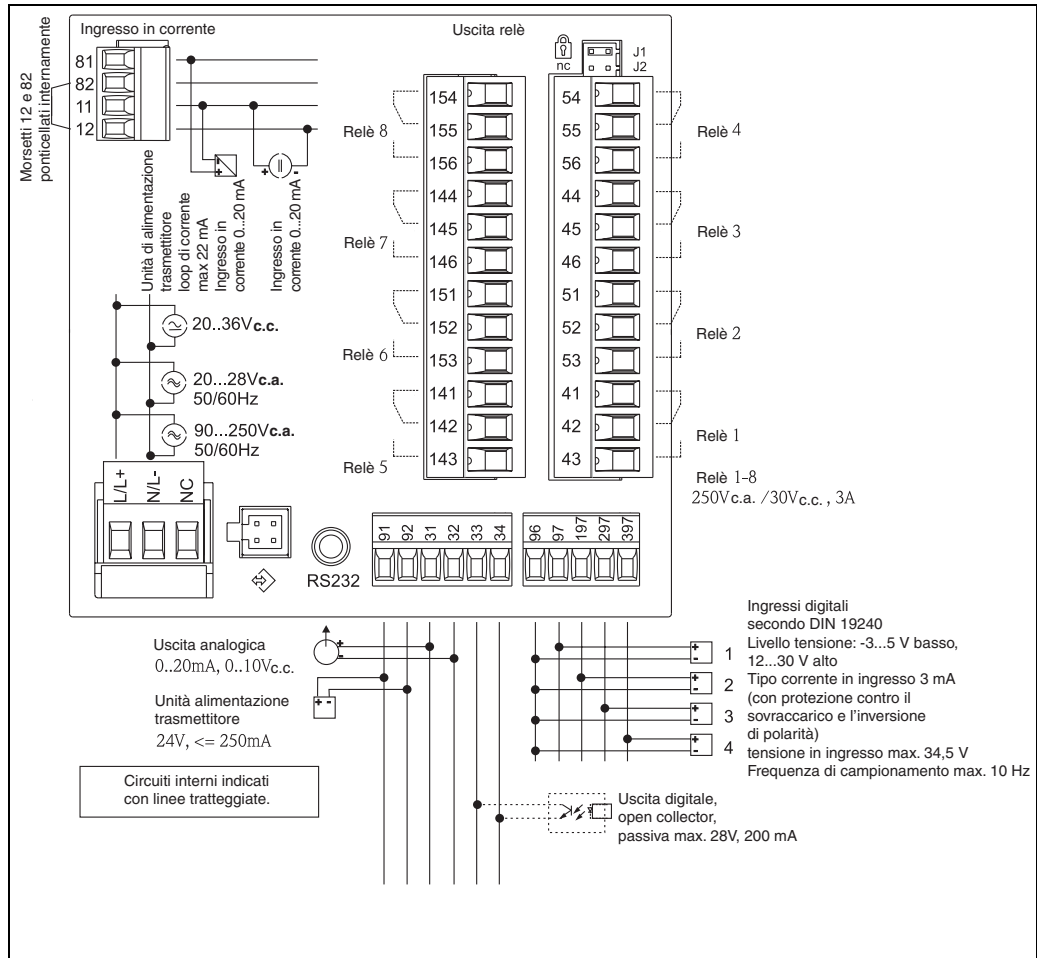 Ingresso in corrente
Uscita relè
Morsetti 12 e 82
ponticellati internamente
81
82
11
12
nc
J1
J2
154
155
156
144
145
146
151
152
153
141
142
143
54
55
56
44
45
46
51
52
53
41
42
43
Relè 8
Relè 7
Relè 6
Relè 5
Relè 4
Relè 3
Relè 2
Relè 1
Relè 1-8
250Vc.a. /30Vc.c. , 3A
Unità di alimentazione
trasmettitore
loop di corrente
max 22 mA
Ingresso in
corrente 0...20 mA
Ingresso in
corrente 0...20 mA
- +
+ -
20..36Vc.c.
20...28Vc.a.
50/60Hz
90...250Vc.a.
50/60Hz
L/L+
N/L-
NC
RS232
91
92
31
32
33
34
96
97
197
297
397
Uscita analogica
0..20mA, 0..10Vc.c.
+
-
Unità alimentazione
trasmettitore
24V, <= 250mA
+ -
Circuiti interni indicati
con linee tratteggiate.
+
-
1
+
-
2
+
-
3
+
-
4
Ingressi digitali
secondo DIN 19240
Livello tensione: -3...5 V basso,
12...30 V alto
Tipo corrente in ingresso 3 mA
(con protezione contro il
sovraccarico e l'inversione
di polarità)
tensione in ingresso max. 34,5 V
Frequenza di campionamento max. 10 Hz
Uscita digitale,
open collector,
passiva max. 28V, 200 mA